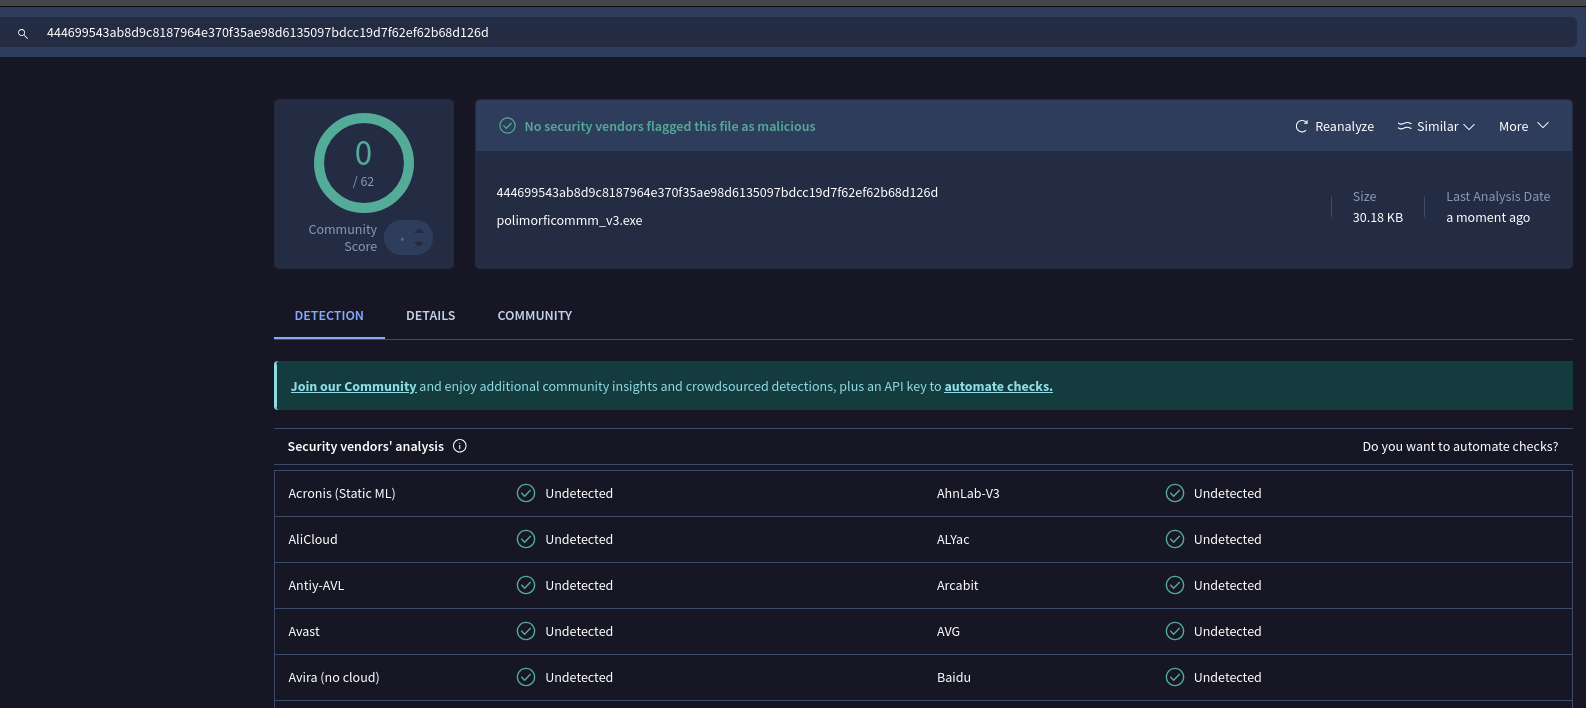 444699543ab8d9c8187964e370f35ae98d6135097bdcc19d7f62ef62b68d126d
0
/ 62
Community
Score
No security vendors flagged this file as malicious
Reanalyze
Similar
More
444699543ab8d9c8187964e370f35ae98d6135097bdcc19d7f62ef62b68d126d
polimorficommm_v3.exe
Size
30.18 KB
Last Analysis Date
a moment ago
DETECTION
DETAILS
COMMUNITY
Join our Community and enjoy additional community insights and crowdsourced detections, plus an API key to automate checks.
Security vendors' analysis
Do you want to automate checks?
Acronis (Static ML)
Undetected
AhnLab-V3
Undetected
AliCloud
Undetected
ALYac
Undetected
Antiy-AVL
Undetected
Arcabit
Undetected
Avast
Undetected
AVG
Undetected
Avira (no cloud)
Undetected
Baidu
Undetected